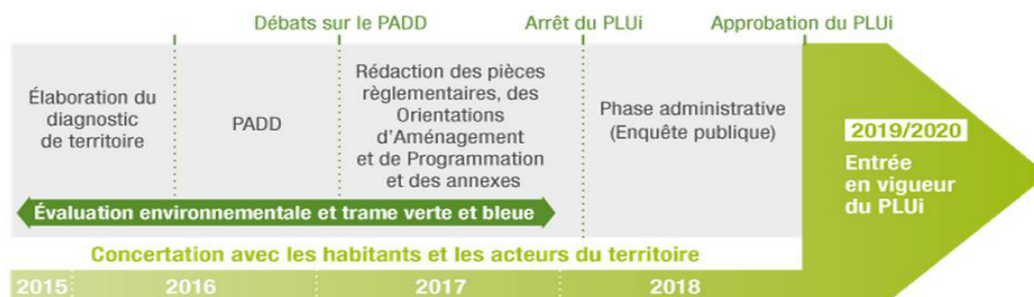 Débats sur le PADD
Arrêt du PLUi
Approbation du PLUi
Élaboration du
diagnostic
de territoire
PADD
Rédaction des pièces
règlementaires, des
Orientations
d'Aménagement
et de Programmation
et des annexes
Phase administrative
(Enquête publique)
2019/2020
Entrée
en vigueur
du PLUi
Évaluation environnementale et trame verte et bleue
Concertation avec les habitants et les acteurs du territoire
2015
2016
2017
2018